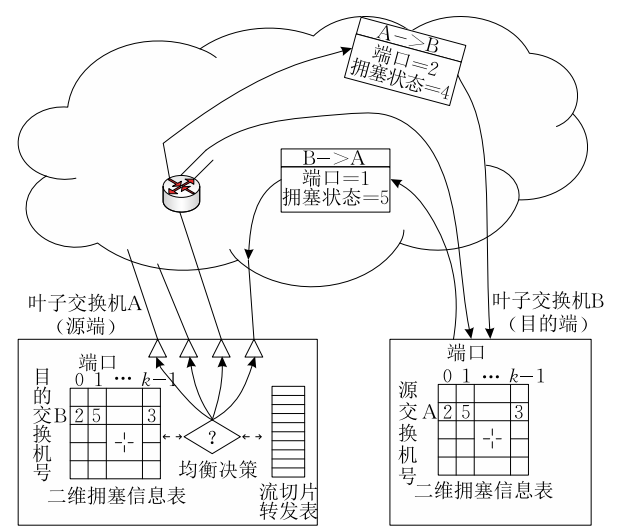 A->B
端口=2
拥塞状态=4
B->A
端口=1
拥塞状态=5
叶子交换机A
（源端）
叶子交换机B
（目的端）
端口
0 1 … k-1
目的交换机号
B 2 5 3
?
均衡决策
二维拥塞信息表
流切片
转发表
端口
0 1 … k-1
源交换机号
A 2 5 3
二维拥塞信息表